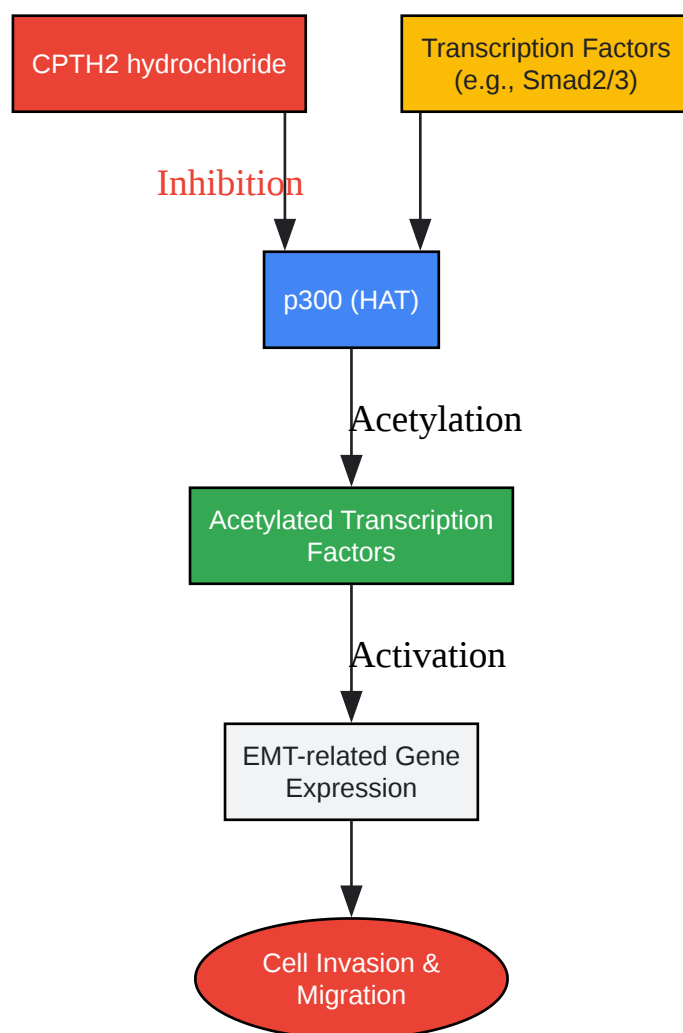 CPTH2 hydrochloride
Transcription Factors
(e.g., Smad2/3)
Inhibition
p300 (HAT)
Acetylation
Acetylated Transcription
Factors
Activation
EMT-related Gene
Expression
Cell Invasion &
Migration